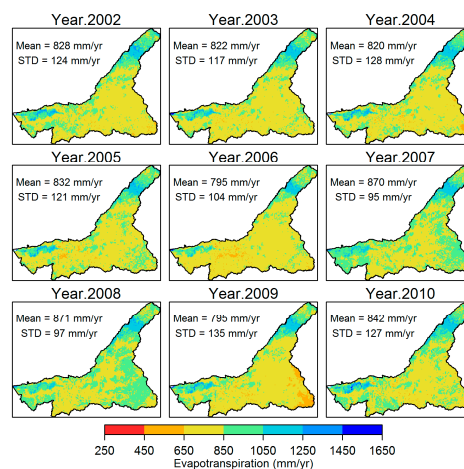 Year.2002 Year.2003 Year.2004
Mean = 828 mm/yr Mean = 822 mm/yr Mean = 820 mm/yr
STD = 124 mm/yr STD = 117 mm/yr STD = 128 mm/yr
Year.2005 Year.2006 Year.2007
Mean = 832 mm/yr Mean = 795 mm/yr Mean = 870 mm/yr
STD = 121 mm/yr STD = 104 mm/yr STD = 95 mm/yr
Year.2008 Year.2009 Year.2010
Mean = 871 mm/yr Mean = 795 mm/yr Mean = 842 mm/yr
STD = 97 mm/yr STD = 135 mm/yr STD = 127 mm/yr
250 450 650 850 1050 1250 1450 1650
Evapotranspiration (mm/yr)